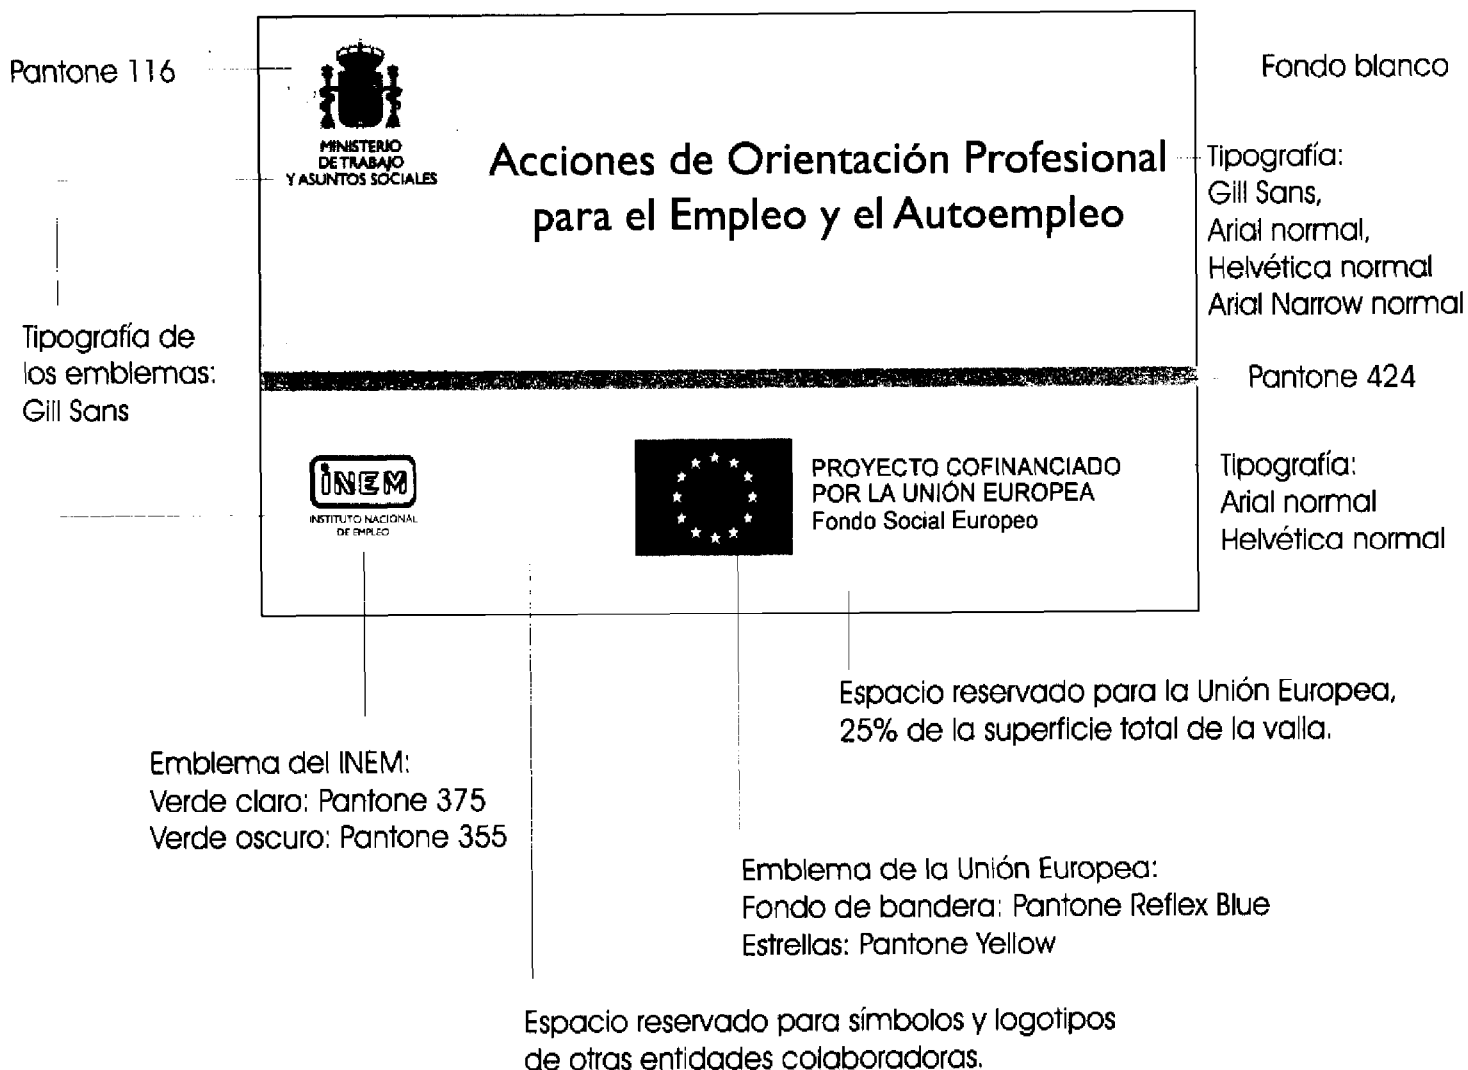 Pantone 116
Fondo blanco
MINISTERIO
DE TRABAJO
Y ASUNTOS SOCIALES
Acciones de Orientación Profesional
para el Empleo y el Autoempleo
Tipografía:
Gill Sans,
Arial normal,
Helvética normal
Arial Narrow normal
Tipografía de
los emblemas:
Gill Sans
Pantone 424
INEM
INSTITUTO NACIONAL
DE EMPLEO
PROYECTO COFINANCIADO
POR LA UNIÓN EUROPEA
Fondo Social Europeo
Tipografía:
Arial normal
Helvética normal
Espacio reservado para la Unión Europea,
25% de la superficie total de la valla.
Emblema del INEM:
Verde claro: Pantone 375
Verde oscuro: Pantone 355
Emblema de la Unión Europea:
Fondo de bandera: Pantone Reflex Blue
Estrellas: Pantone Yellow
Espacio reservado para símbolos y logotipos
de otras entidades colaboradoras.